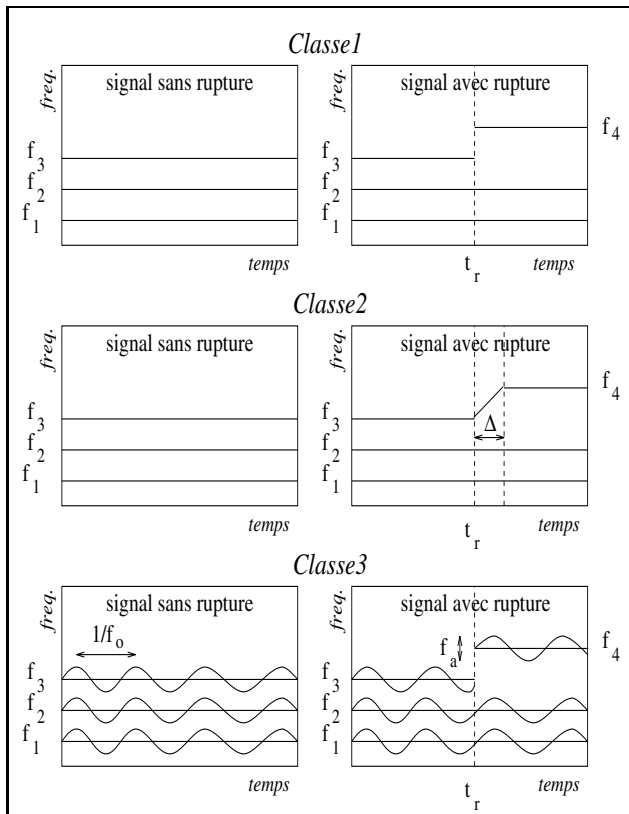 Classe1
freq.
signal sans rupture
f3
f2
f1
temps
freq.
signal avec rupture
f4
f3
f2
f1
tr
temps
Classe2
freq.
signal sans rupture
f3
f2
f1
temps
freq.
signal avec rupture
f4
f3
Δ
f2
f1
tr
temps
Classe3
freq.
signal sans rupture
1/fo
f3
f2
f1
temps
freq.
signal avec rupture
fa
f4
f3
f2
f1
tr
temps